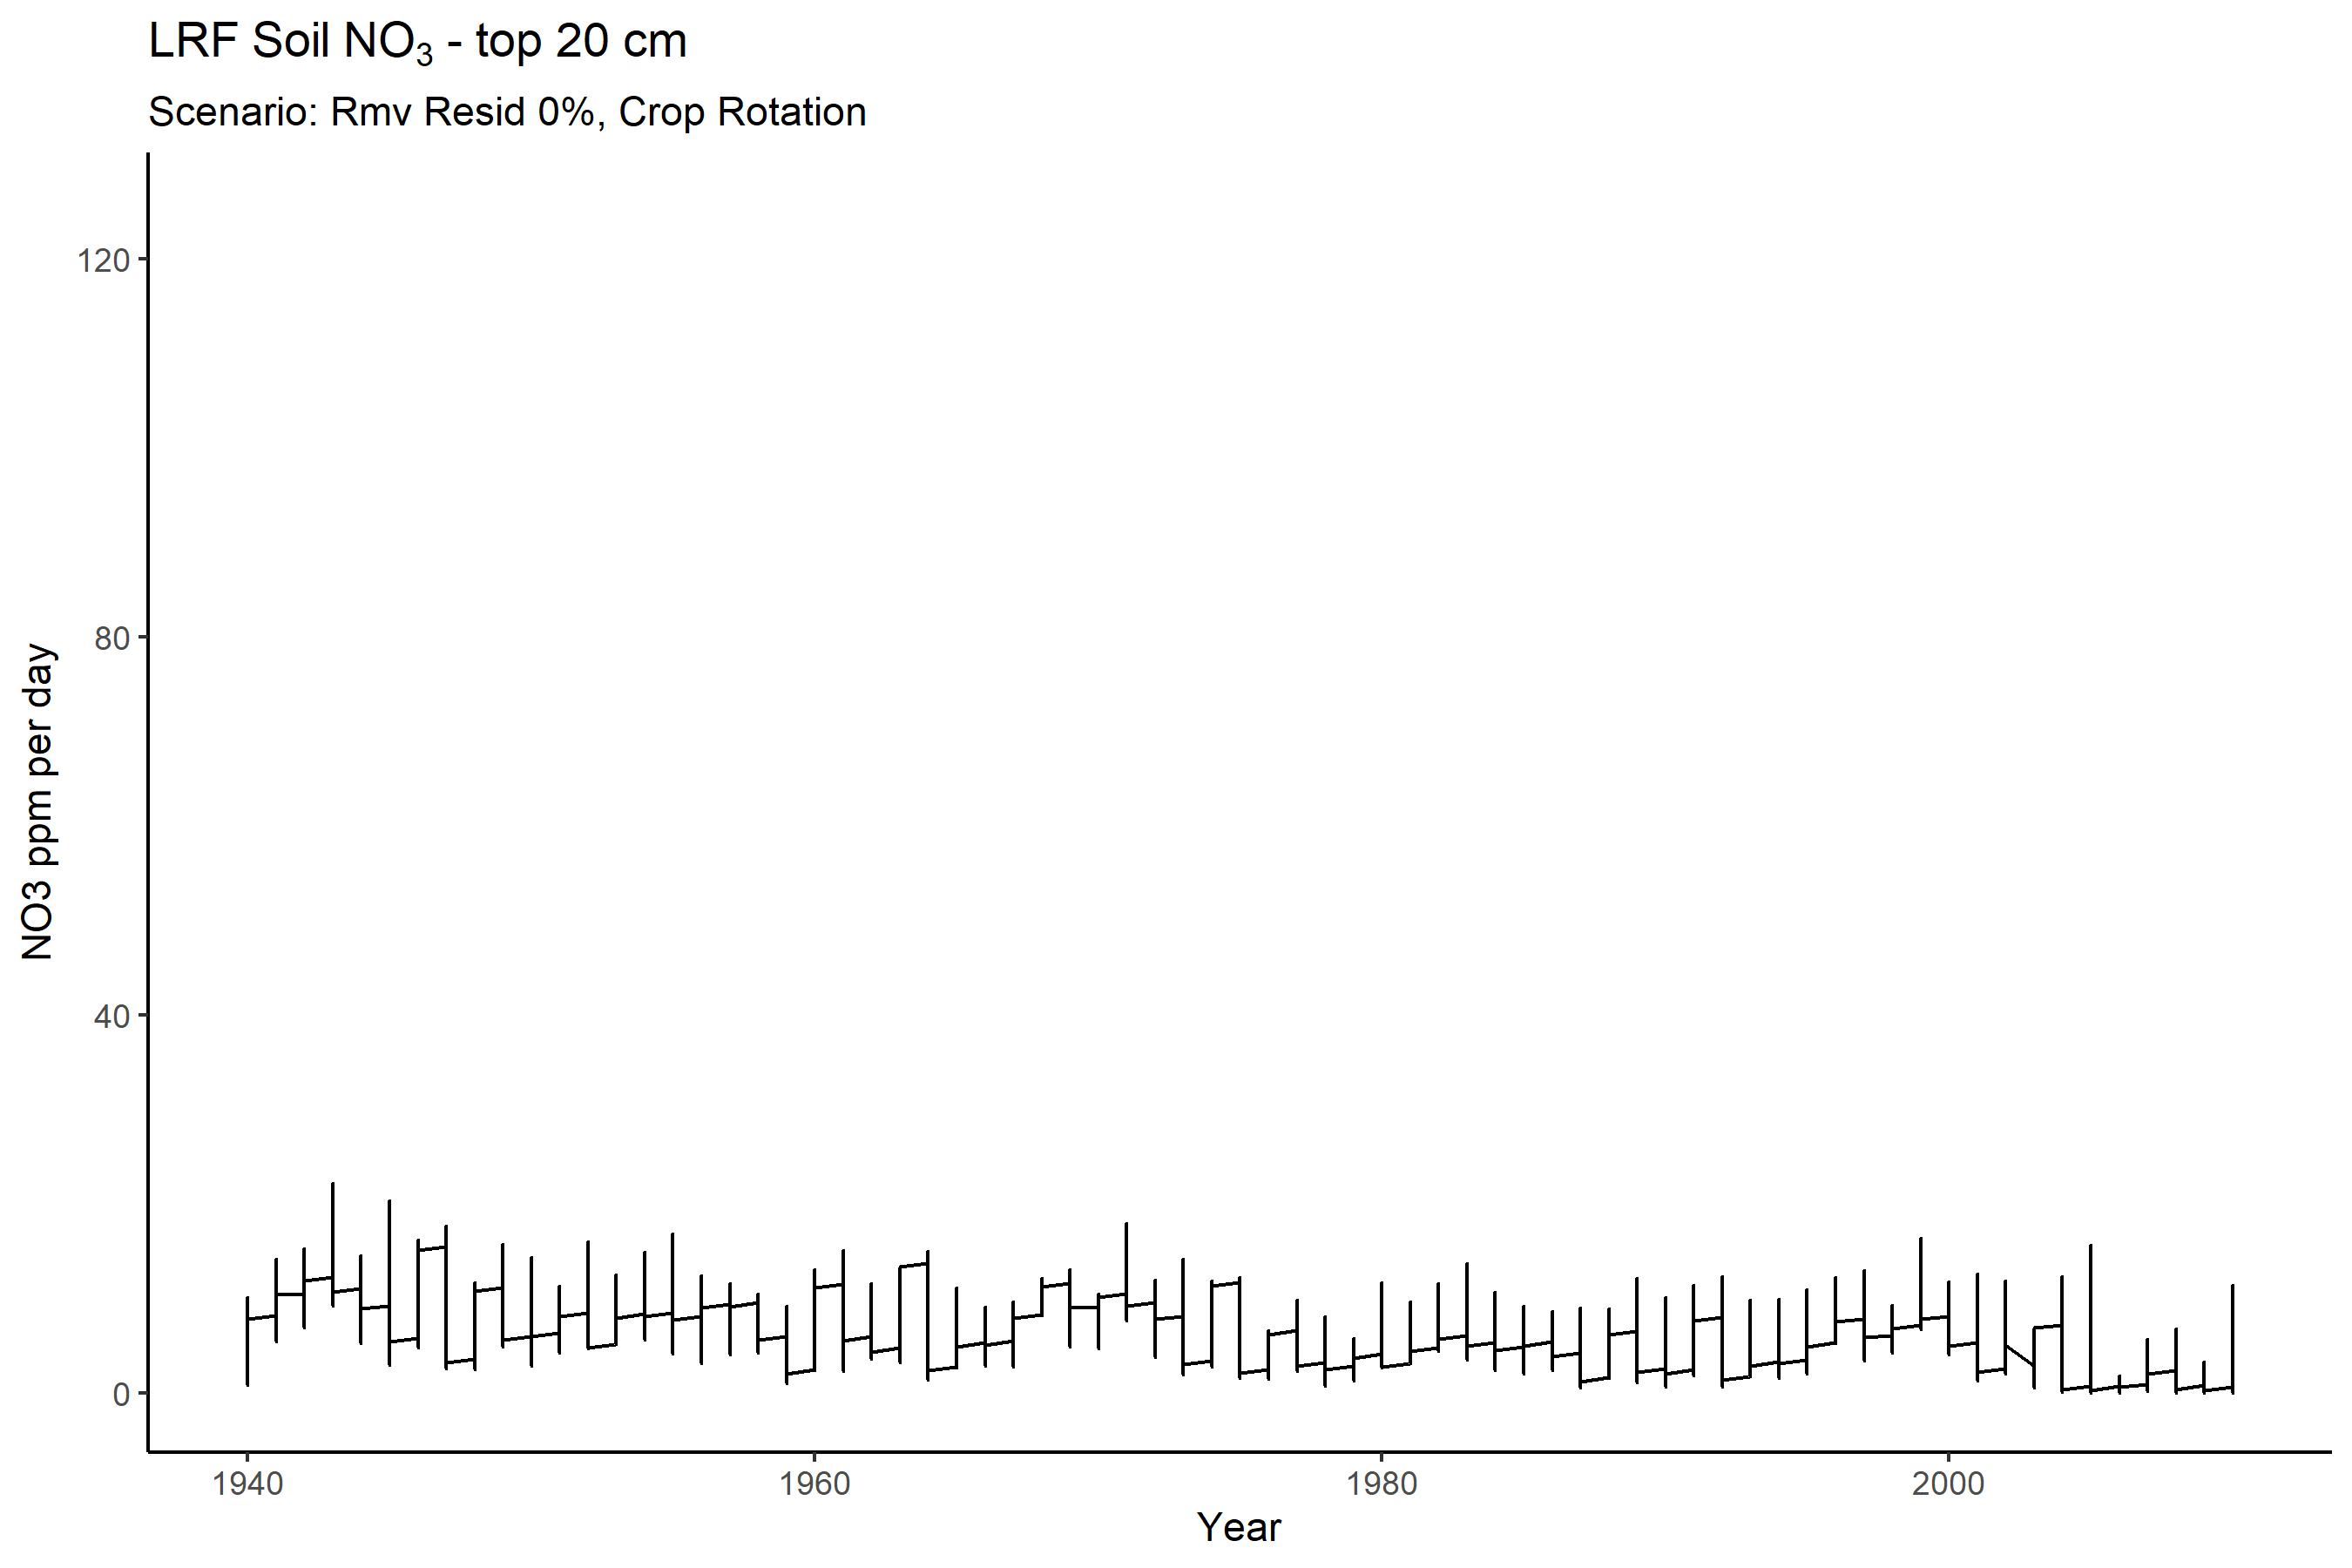 LRF Soil NO₃ - top 20 cm
Scenario: Rmv Resid 0%, Crop Rotation
NO3 ppm per day
120
80
40
0
1940 1960 1980 2000
Year